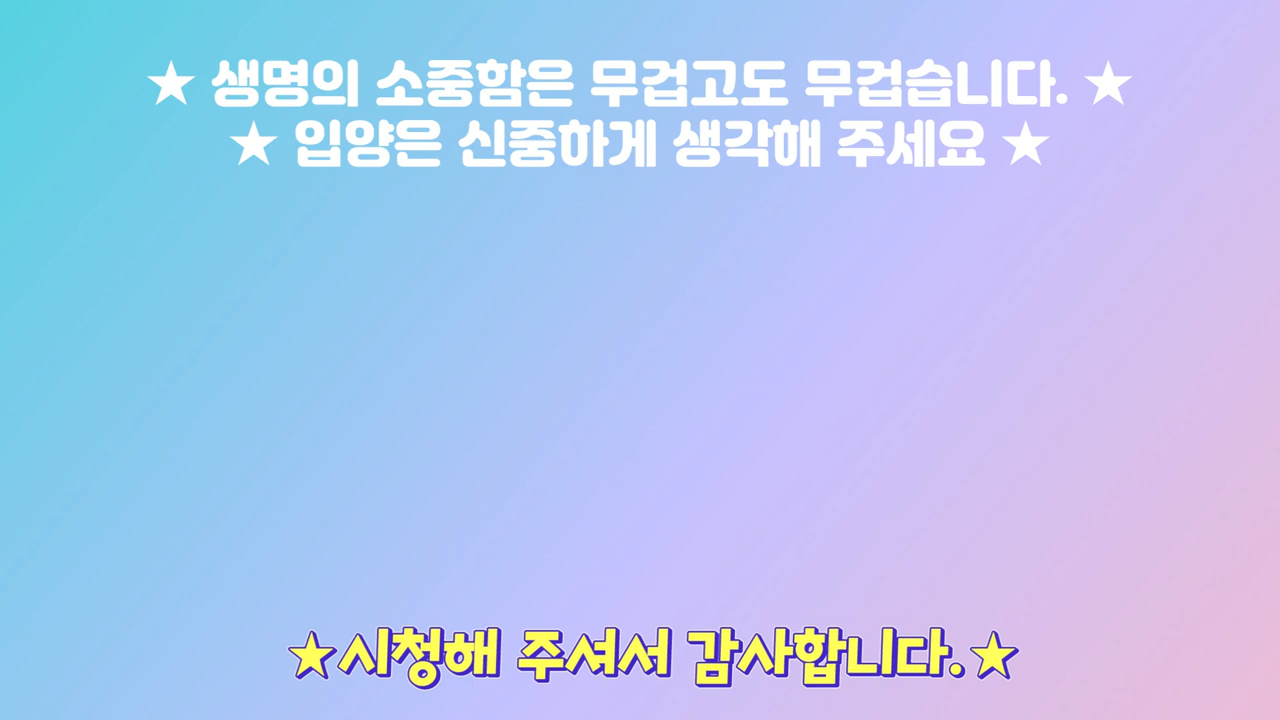 ★ 생명의 소중함은 무겁고도 무겁습니다. ★
★ 입양은 신중하게 생각해 주세요 ★
★시청해 주셔서 감사합니다.★